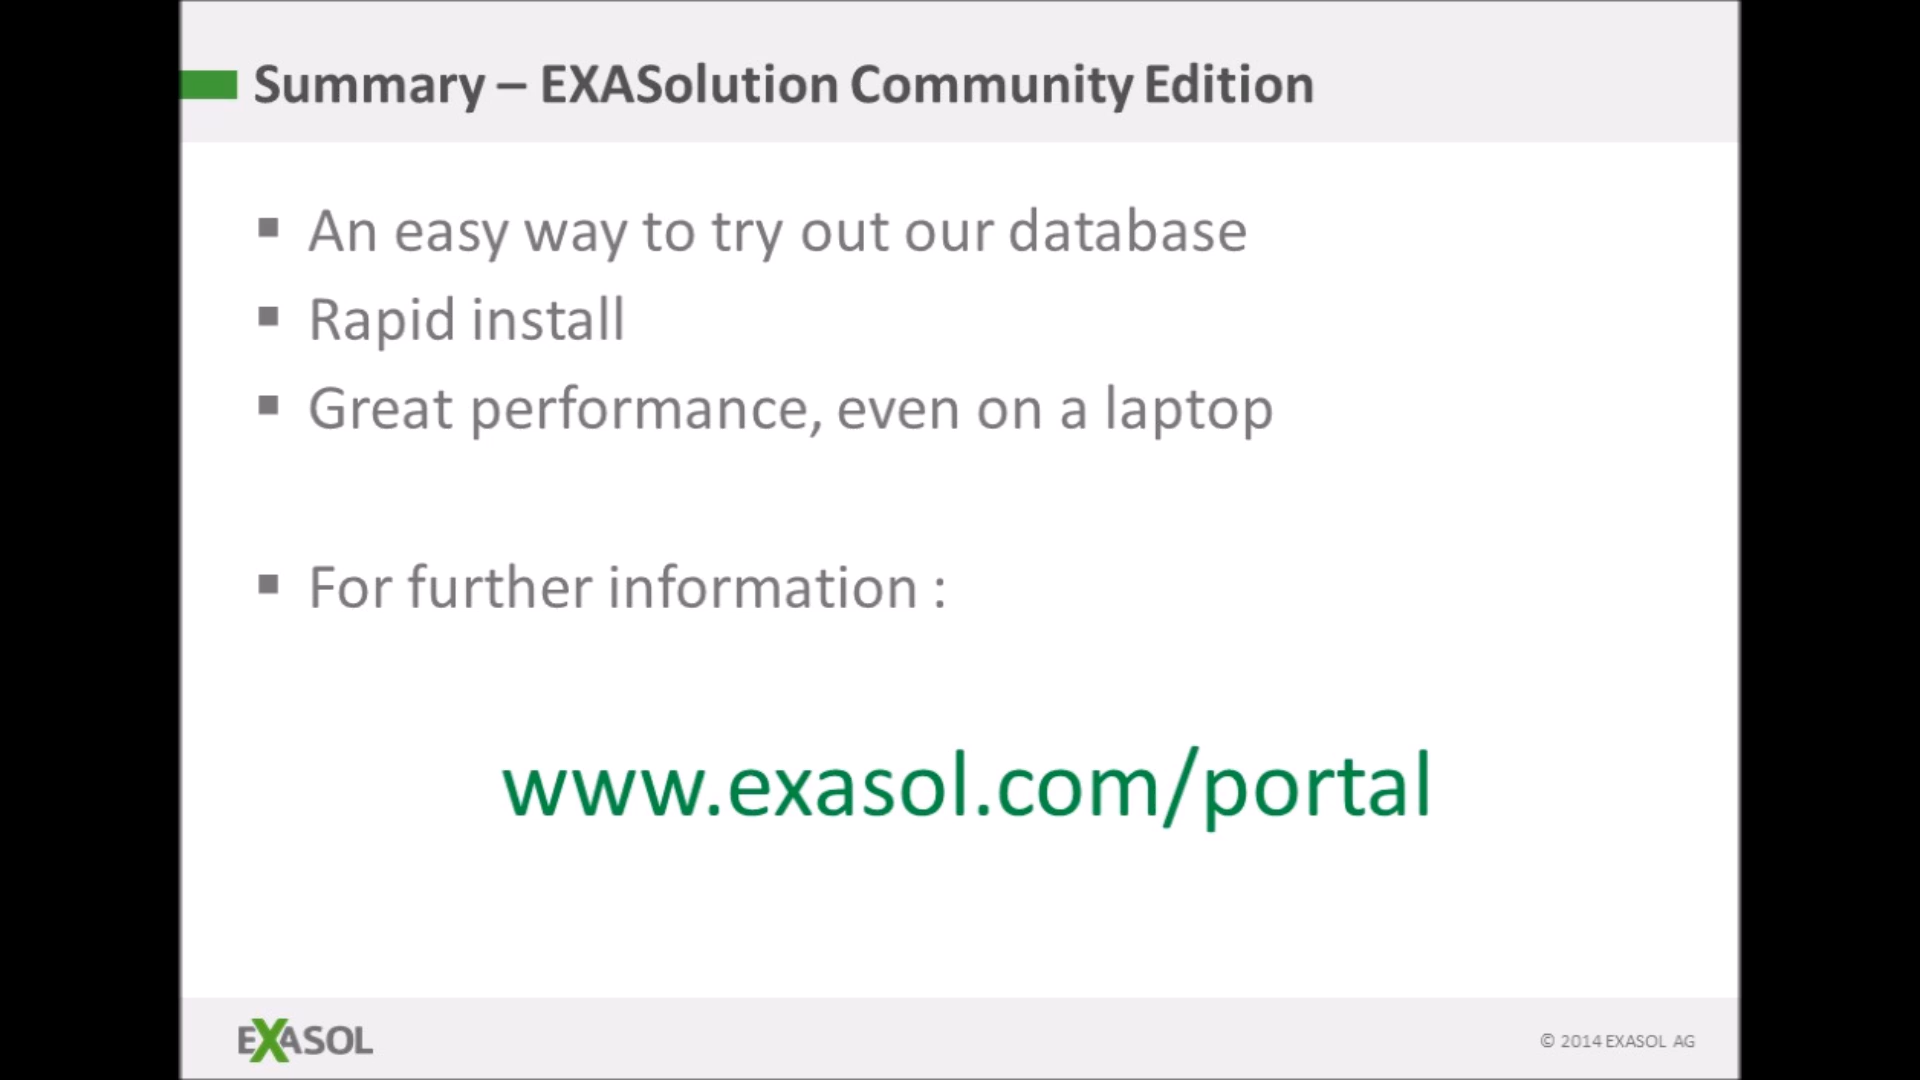 Summary – EXASolution Community Edition
▪ An easy way to try out our database
▪ Rapid install
▪ Great performance, even on a laptop
▪ For further information :
www.exasol.com/portal
EXASOL
© 2014 EXASOL AG